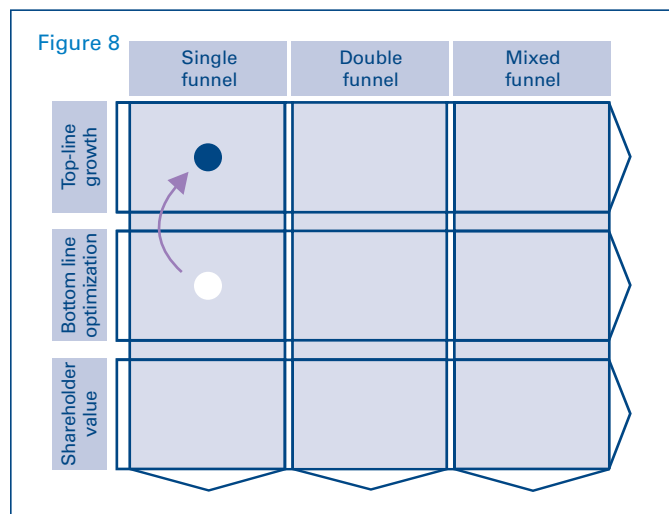 Figure 8
Single
funnel
Double
funnel
Mixed
funnel
Top-line
growth
Bottom line
optimization
Shareholder
value